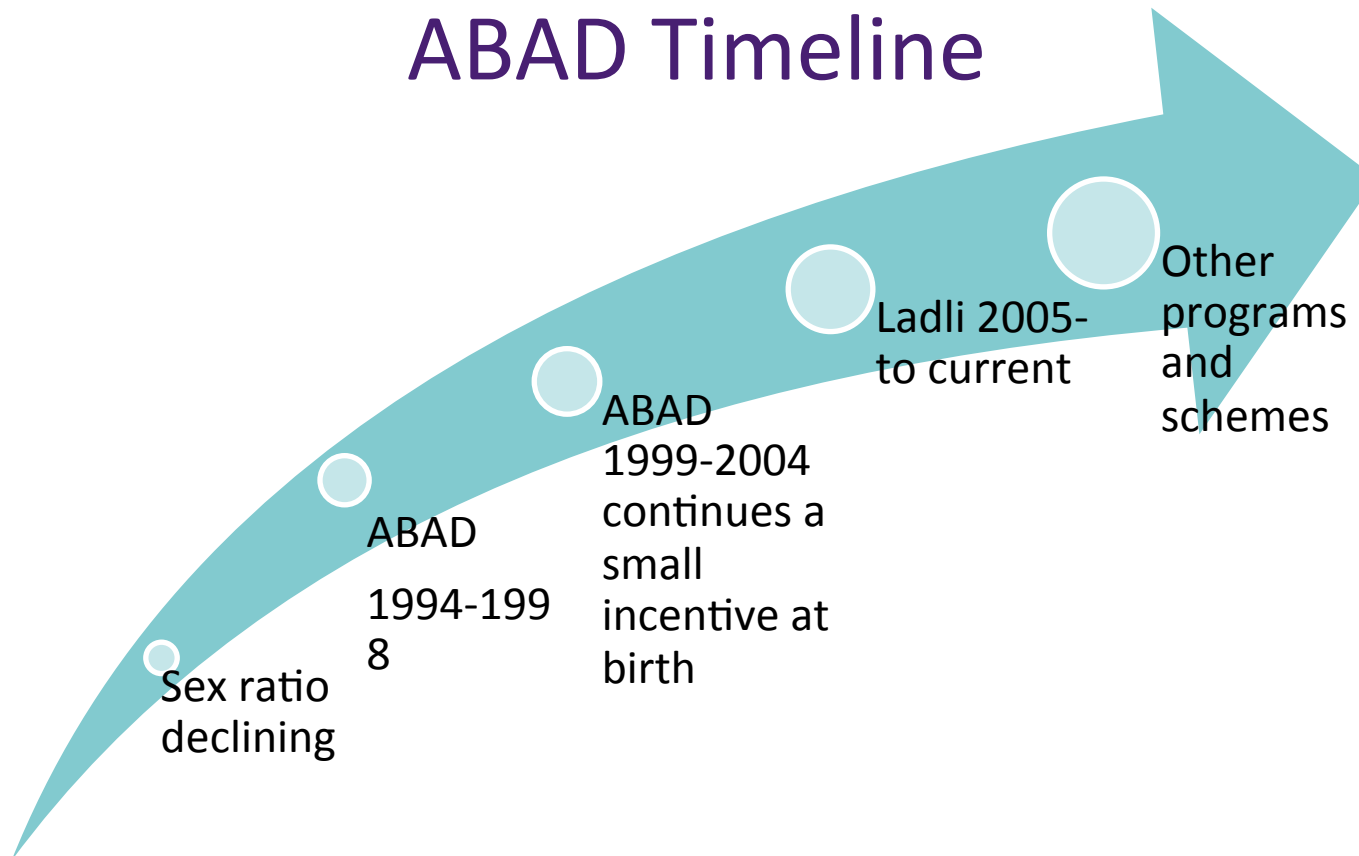 ABAD Timeline
Sex ratio
declining
ABAD
1994-199
8
ABAD
1999-2004
continues a
small
incentive at
birth
Ladli 2005-
to current
Other
programs
and
schemes